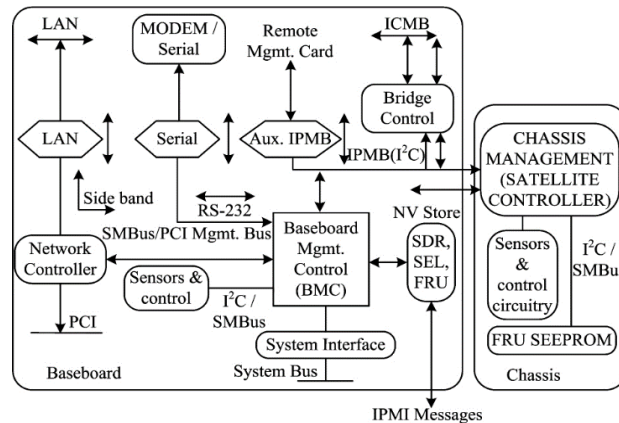 LAN
MODEM /
Serial
Remote
Mgmt. Card
ICMB
Bridge
Control
LAN
Serial
Aux. IPMB
IPMB(I²C)
CHASSIS
MANAGEMENT
(SATELLITE
CONTROLLER)
Side band
RS-232
SMBus/PCI Mgmt. Bus
NV Store
Network
Controller
Baseboard
Mgmt.
Control
(BMC)
SDR,
SEL,
FRU
Sensors &
control
I²C /
SMBus
Sensors
&
control
circuitry
I²C /
SMBus
PCI
System Interface
System Bus
FRU SEEPROM
Baseboard
Chassis
IPMI Messages